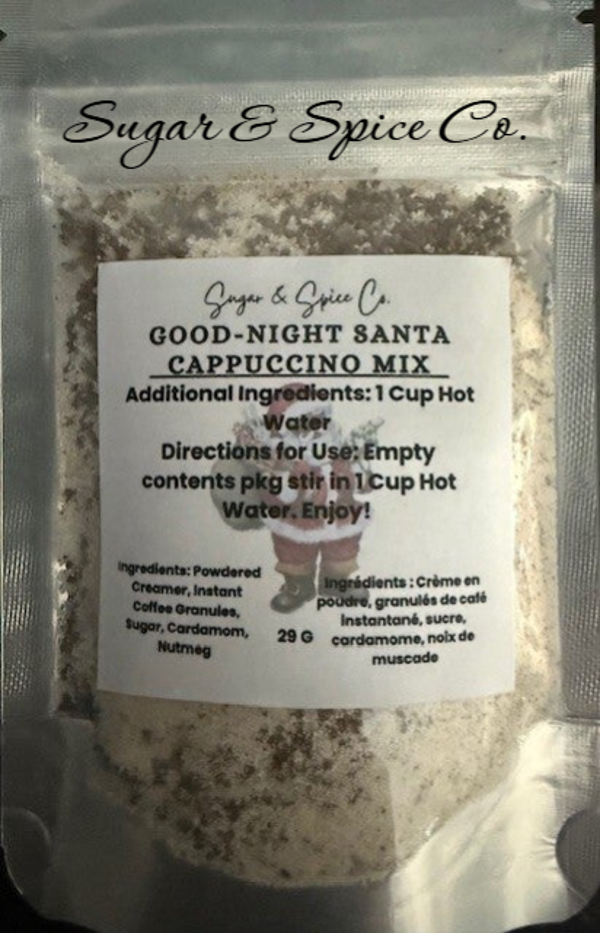 Sugar & Spice Co.
Sugar & Spice Co.
GOOD-NIGHT SANTA
CAPPUCCINO MIX
Additional Ingredients: 1 Cup Hot
Water
Directions for Use: Empty
contents pkg stir in 1 Cup Hot
Water. Enjoy!
Ingredients: Powdered
Creamer, Instant
Coffee Granules,
Sugar, Cardamom,
Nutmeg
29 G
Ingrédients : Crème en
poudre, granulés de café
instantané, sucre,
cardamome, noix de
muscade